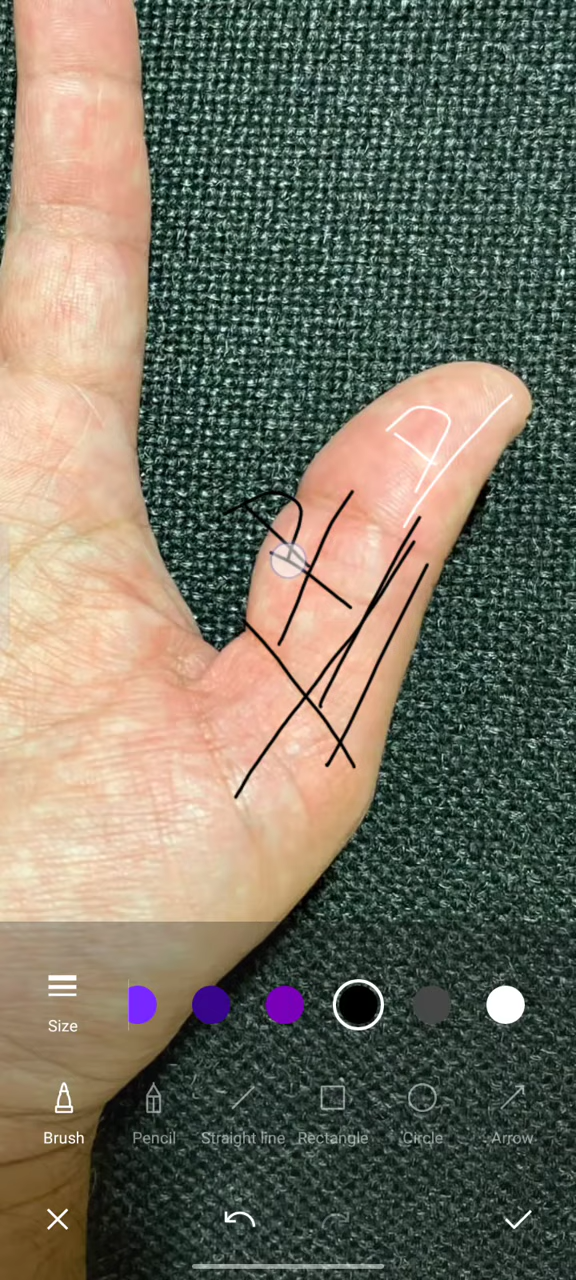 Size
Brush
Pencil
Straight line
Rectangle
Circle
Arrow